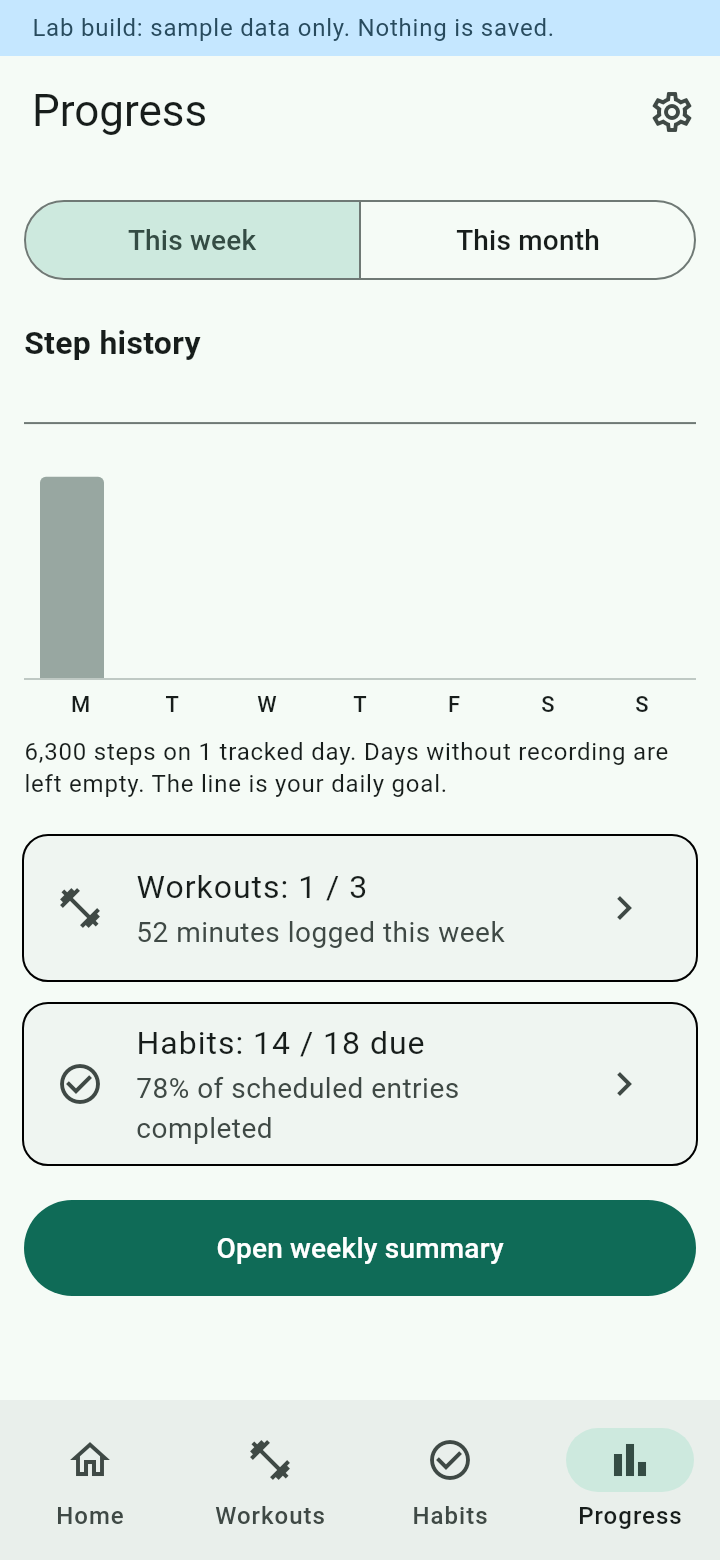 Lab build: sample data only. Nothing is saved.
Progress
This week
This month
Step history
M T W T F S S
6,300 steps on 1 tracked day. Days without recording are
left empty. The line is your daily goal.
Workouts: 1 / 3
52 minutes logged this week
Habits: 14 / 18 due
78% of scheduled entries
completed
Open weekly summary
Home
Workouts
Habits
Progress